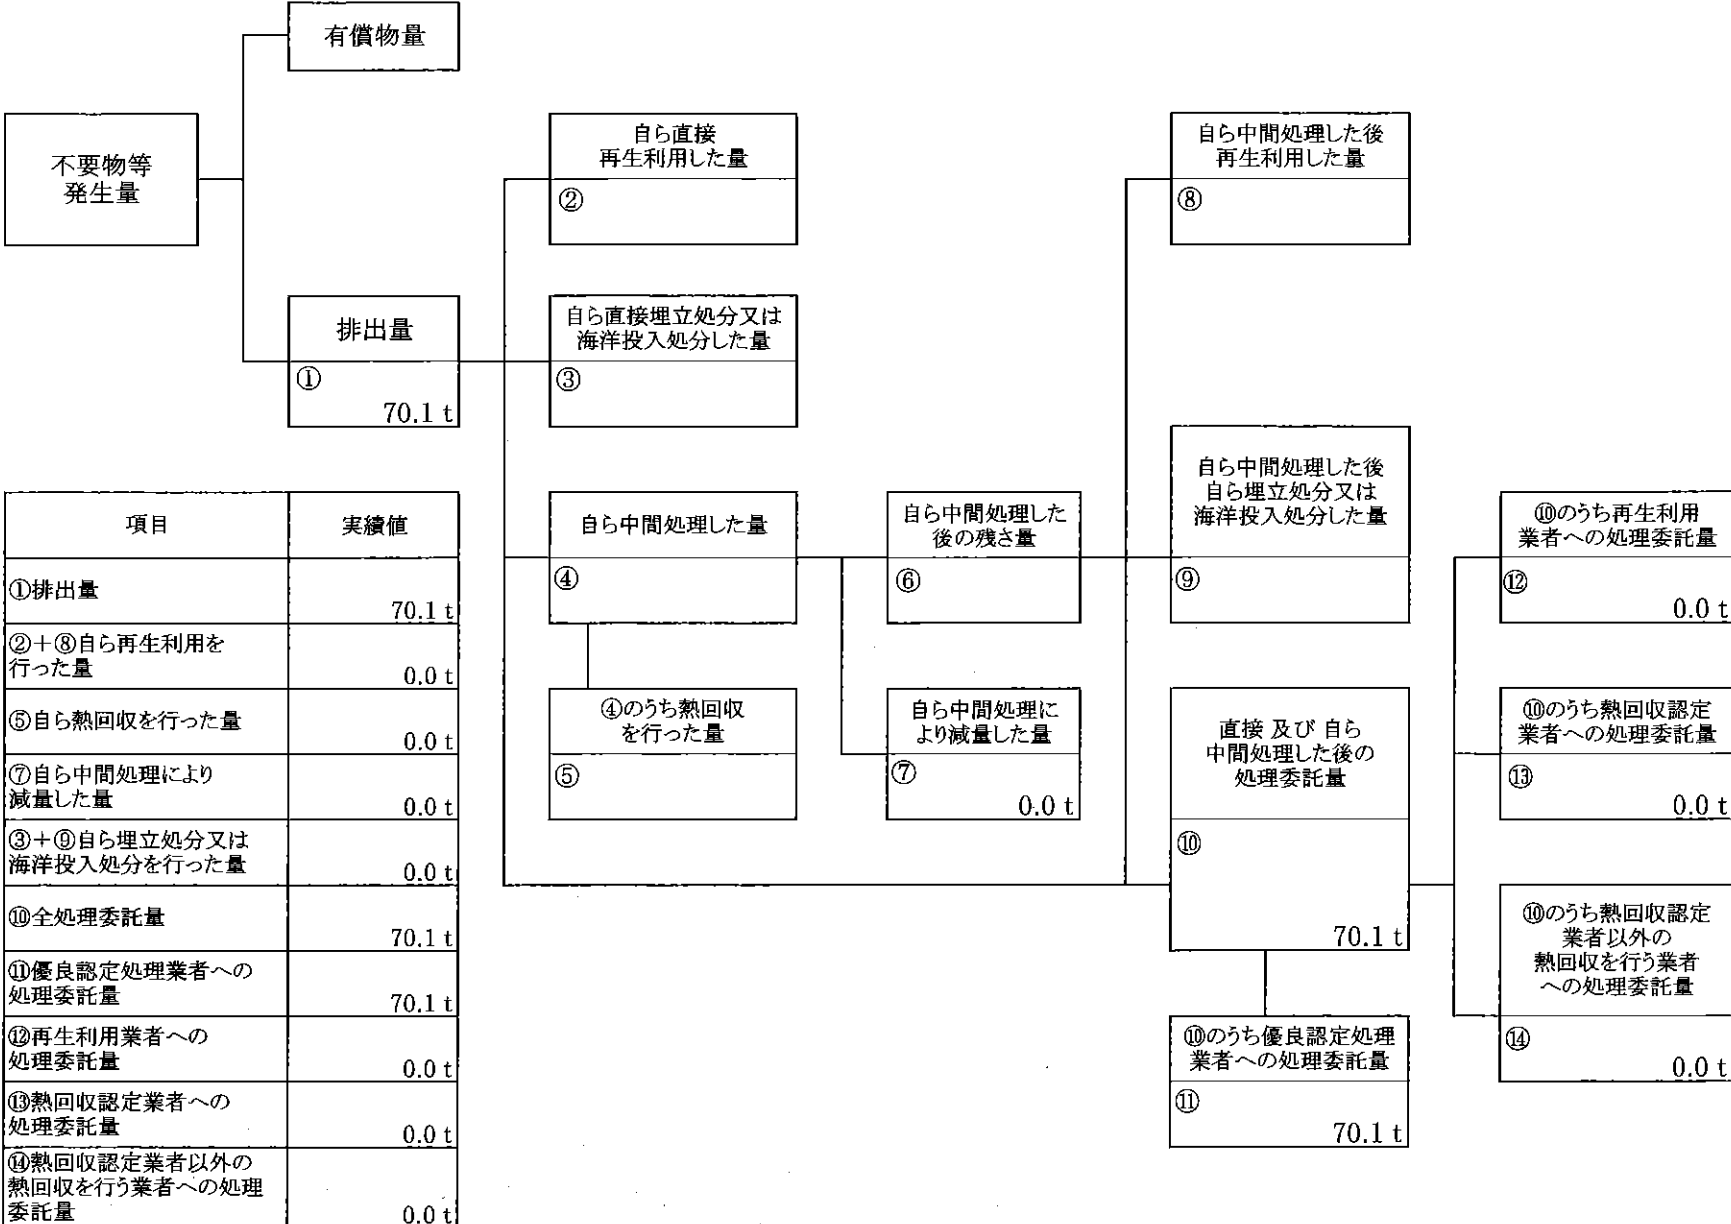 有償物量
不要物等
発生量
排出量
①
70.1 t
自ら直接
再生利用した量
②
自ら直接埋立処分又は
海洋投入処分した量
③
自ら中間処理した量
④
④のうち熱回収
を行った量
⑤
自ら中間処理した
後の残さ量
⑥
自ら中間処理に
より減量した量
⑦
0.0 t
自ら中間処理した後
再生利用した量
⑧
自ら中間処理した後
自ら埋立処分又は
海洋投入処分した量
⑨
直接 及び 自ら
中間処理した後の
処理委託量
⑩
70.1 t
⑩のうち優良認定処理
業者への処理委託量
⑪
70.1 t
⑩のうち再生利用
業者への処理委託量
⑫
0.0 t
⑩のうち熱回収認定
業者への処理委託量
⑬
0.0 t
⑩のうち熱回収認定
業者以外の
熱回収を行う業者
への処理委託量
⑭
0.0 t
項目 実績値
①排出量
70.1 t
②＋⑧自ら再生利用を
行った量
0.0 t
⑤自ら熱回収を行った量
0.0 t
⑦自ら中間処理により
減量した量
0.0 t
③＋⑨自ら埋立処分又は
海洋投入処分を行った量
0.0 t
⑩全処理委託量
70.1 t
⑪優良認定処理業者への
処理委託量
70.1 t
⑫再生利用業者への
処理委託量
0.0 t
⑬熱回収認定業者への
処理委託量
0.0 t
⑭熱回収認定業者以外の
熱回収を行う業者への処理
委託量
0.0 t